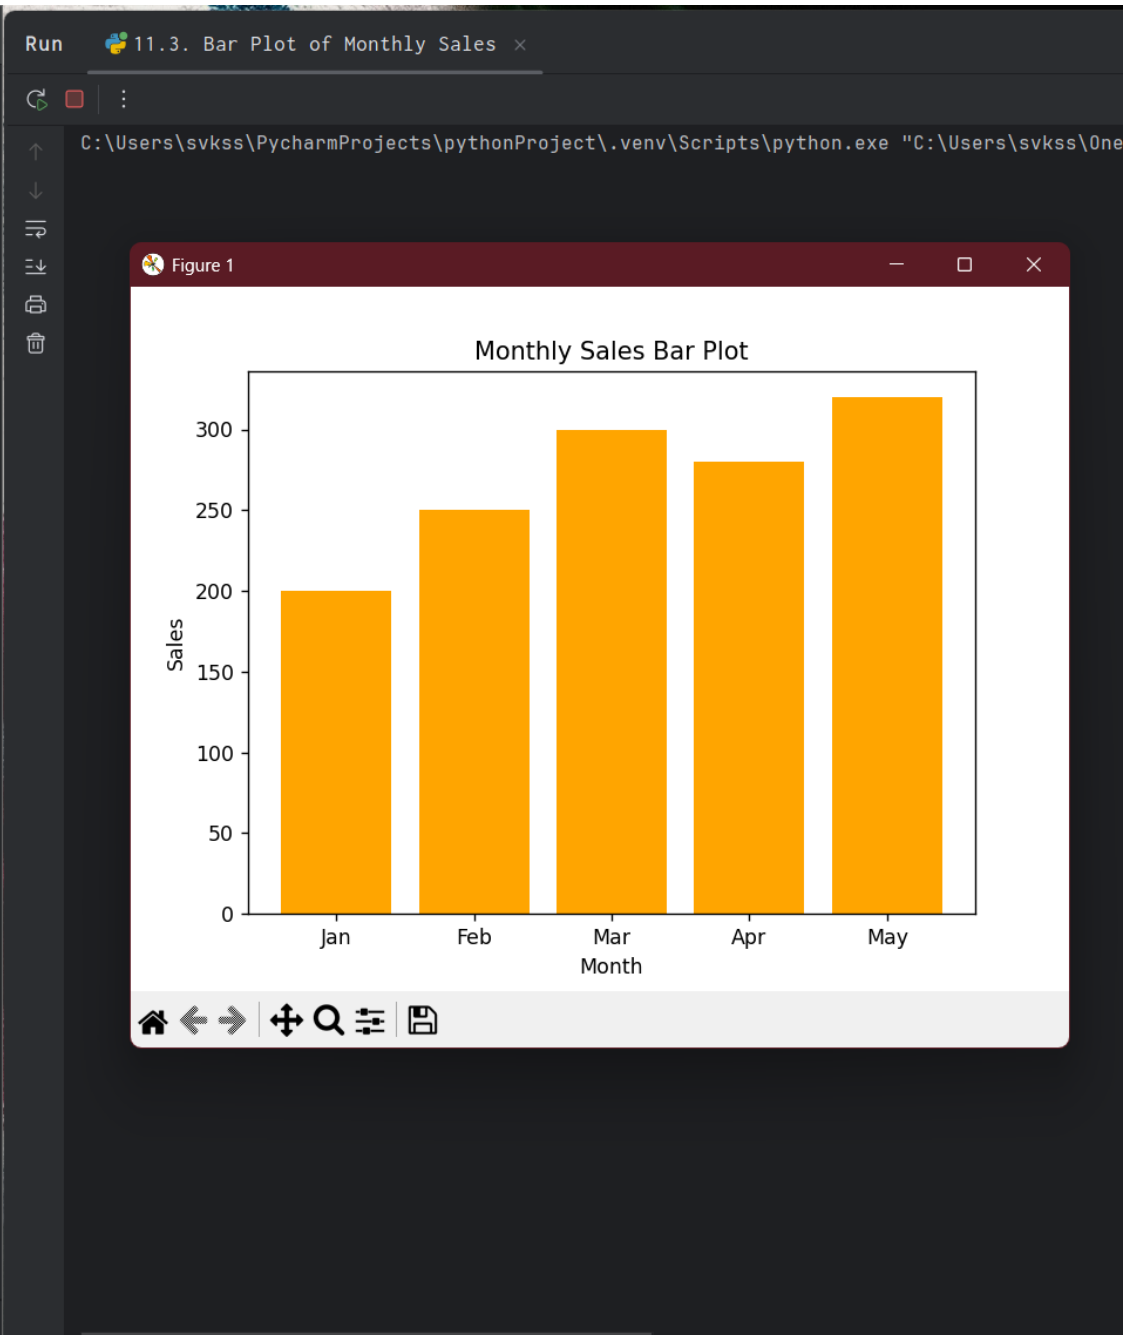 Run
11.3. Bar Plot of Monthly Sales
C:\Users\svkss\PycharmProjects\pythonProject\.venv\Scripts\python.exe "C:\Users\svkss\One
Figure 1
Monthly Sales Bar Plot
300
250
200
150
100
50
0
Sales
Jan Feb Mar Apr May
Month